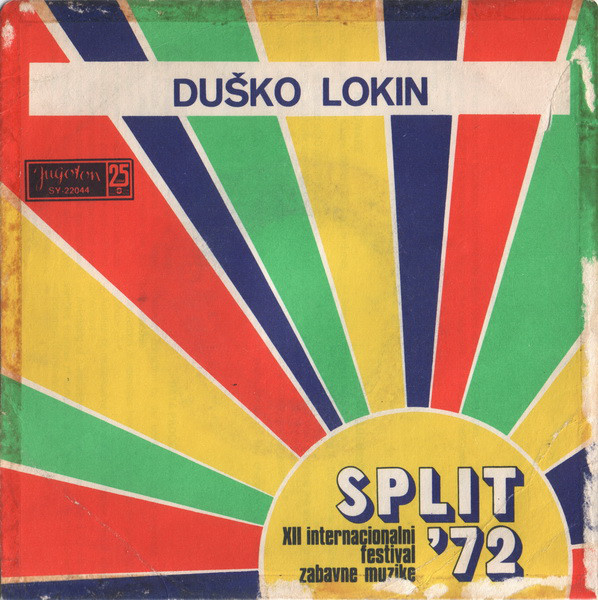 DUŠKO LOKIN
Jugoton 25
SY-22044
SPLIT
'72
XII internacionalni
festival
zabavne muzike